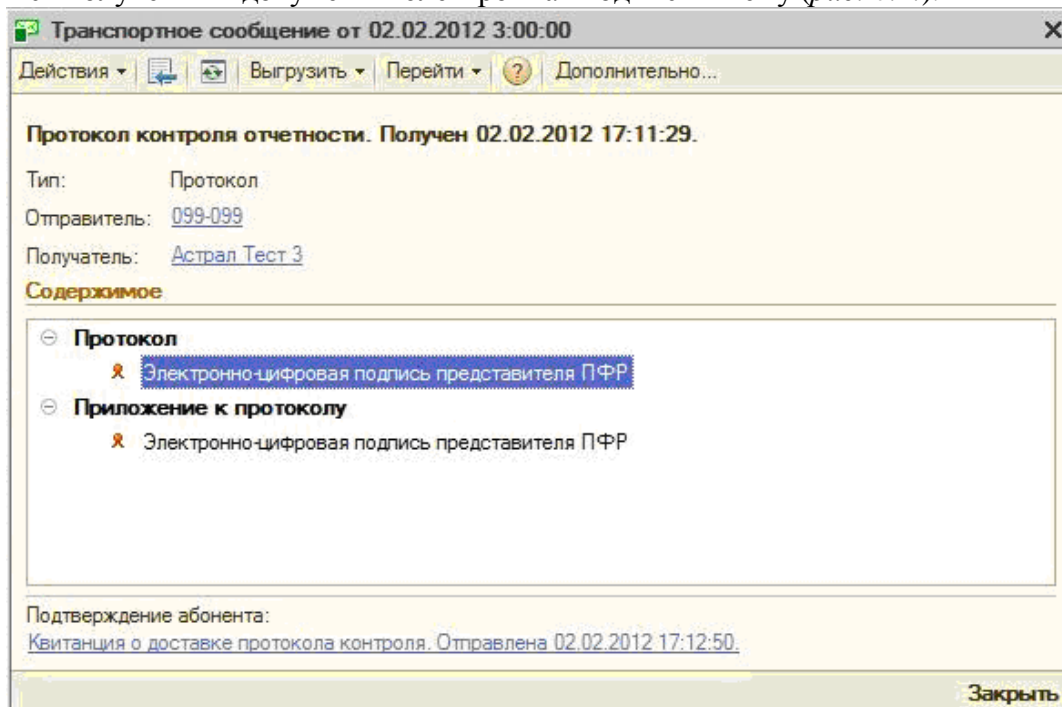 Транспортное сообщение от 02.02.2012 3:00:00
Действия Выгрузить Перейти ? Дополнительно...
Протокол контроля отчетности. Получен 02.02.2012 17:11:29.
Тип: Протокол
Отправитель: 099-099
Получатель: Астрал Тест 3
Содержимое
Протокол
Электронно-цифровая подпись представителя ПФР
Приложение к протоколу
Электронно-цифровая подпись представителя ПФР
Подтверждение абонента:
Квитанция о доставке протокола контроля. Отправлена 02.02.2012 17:12:50.
Закрыть